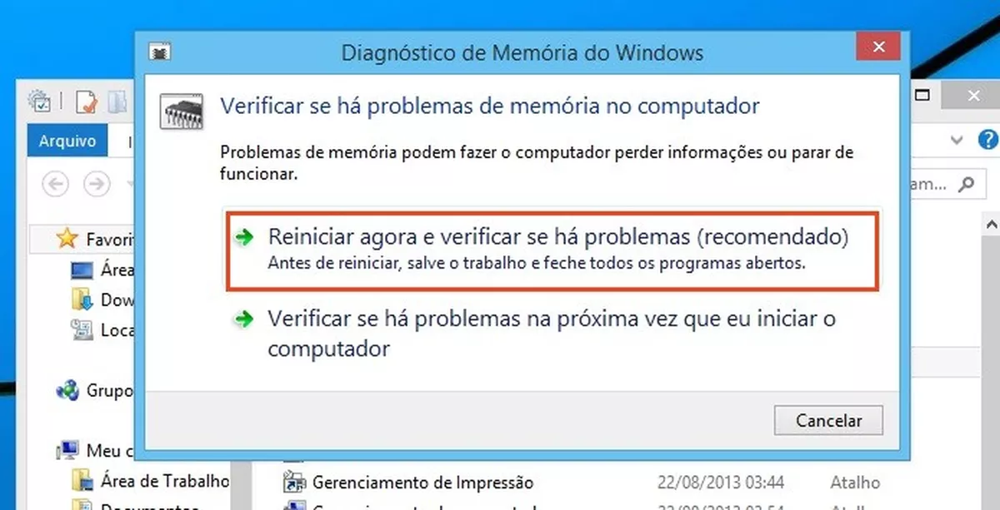 Diagnóstico de Memória do Windows
Verificar se há problemas de memória no computador
Arquivo
Problemas de memória podem fazer o computador perder informações ou parar de
funcionar.
am...
Reiniciar agora e verificar se há problemas (recomendado)
Favorit
Antes de reiniciar, salve o trabalho e feche todos os programas abertos.
Área
Dow
Verificar se há problemas na próxima vez que eu iniciar o
Loca
computador
Grupo
Cancelar
Meu c
Área de Trabalho
Gerenciamento de Impressão 22/08/2013 03:44 Atalho